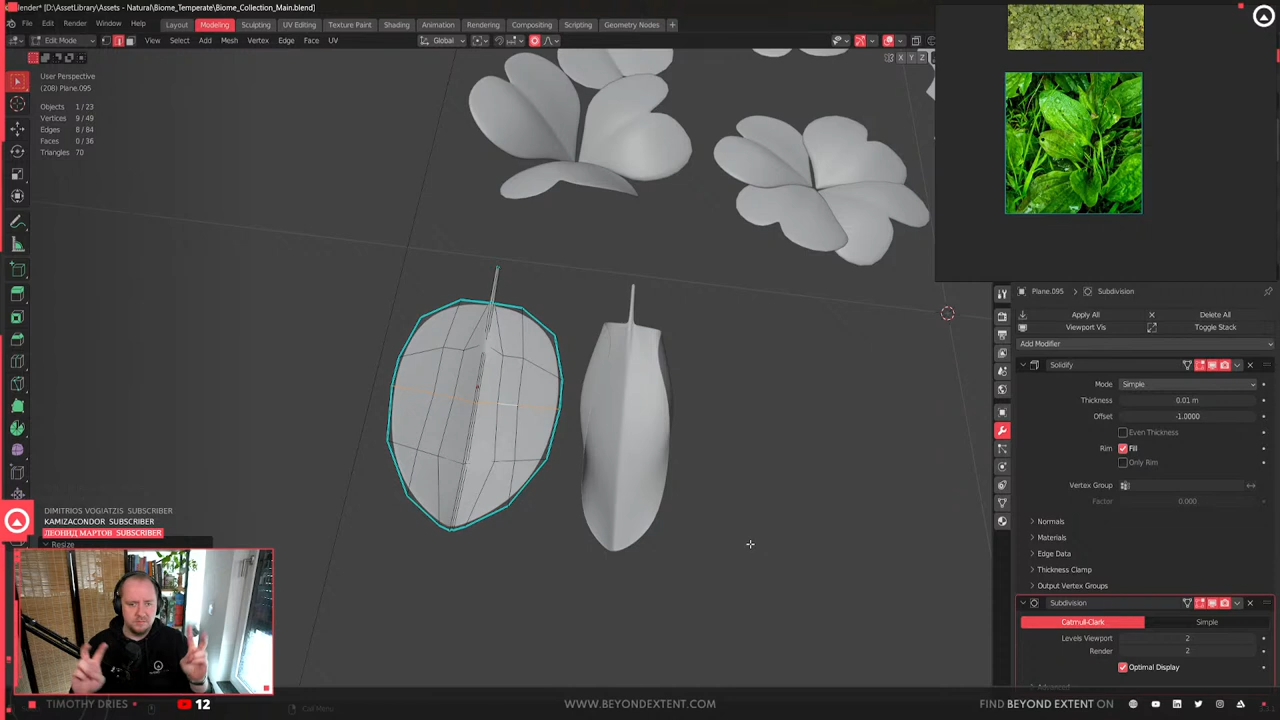 Blender* [D:\AssetLibrary\Assets - Natural\Biome_Temperate\Biome_Collection_Main.blend]
File Edit Render Window Help Layout Modeling Sculpting UV Editing Texture Paint Shading Animation Rendering Compositing Scripting Geometry Nodes +
Edit Mode View Select Add Mesh Vertex Edge Face UV Global
X Y Z
User Perspective
(208) Plane.095
Objects 1 / 23
Vertices 9 / 49
Edges 8 / 84
Faces 0 / 36
Triangles 70
Plane.095 > Subdivision
Apply All Delete All
Viewport Vis Toggle Stack
Add Modifier
Solidify
Mode Simple
Thickness 0.01 m
Offset -1.0000
Even Thickness
Rim Fill
Only Rim
Vertex Group
Factor 0.000
Normals
Materials
Edge Data
Thickness Clamp
Output Vertex Groups
Subdivision
Catmull-Clark Simple
Levels Viewport 2
Render 2
Optimal Display
DIMITRIOS VOGIATZIS SUBSCRIBER
KAMIZACONDOR SUBSCRIBER
ЛЕОНИД МАРТОВ SUBSCRIBER
Resize
TIMOTHY DRIES 12 WWW.BEYONDEXTENT.COM FIND BEYOND EXTENT ON
Call Menu